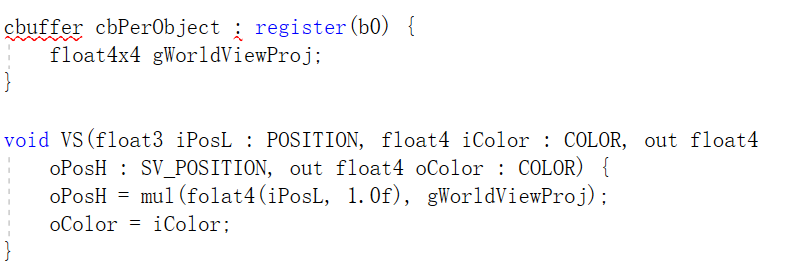 cbuffer cbPerObject : register(b0) {
    float4x4 gWorldViewProj;
}
void VS(float3 iPosL : POSITION, float4 iColor : COLOR, out float4
    oPosH : SV_POSITION, out float4 oColor : COLOR) {
    oPosH = mul(folat4(iPosL, 1.0f), gWorldViewProj);
    oColor = iColor;
}